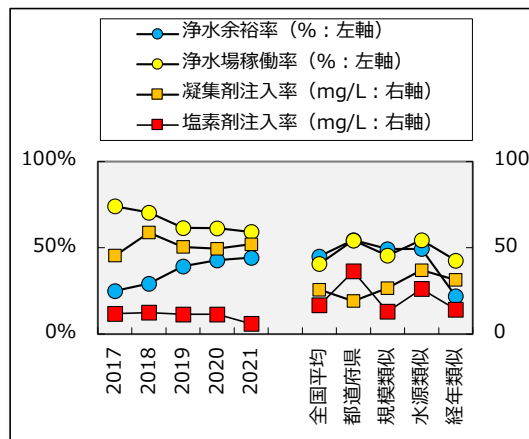 浄水余裕率（%：左軸）
浄水場稼働率（%：左軸）
凝集剤注入率（mg/L：右軸）
塩素剤注入率（mg/L：右軸）
100%
100
50%
50
0%
0
2017
2018
2019
2020
2021
全国平均
都道府県
規模類似
水源類似
経年類似